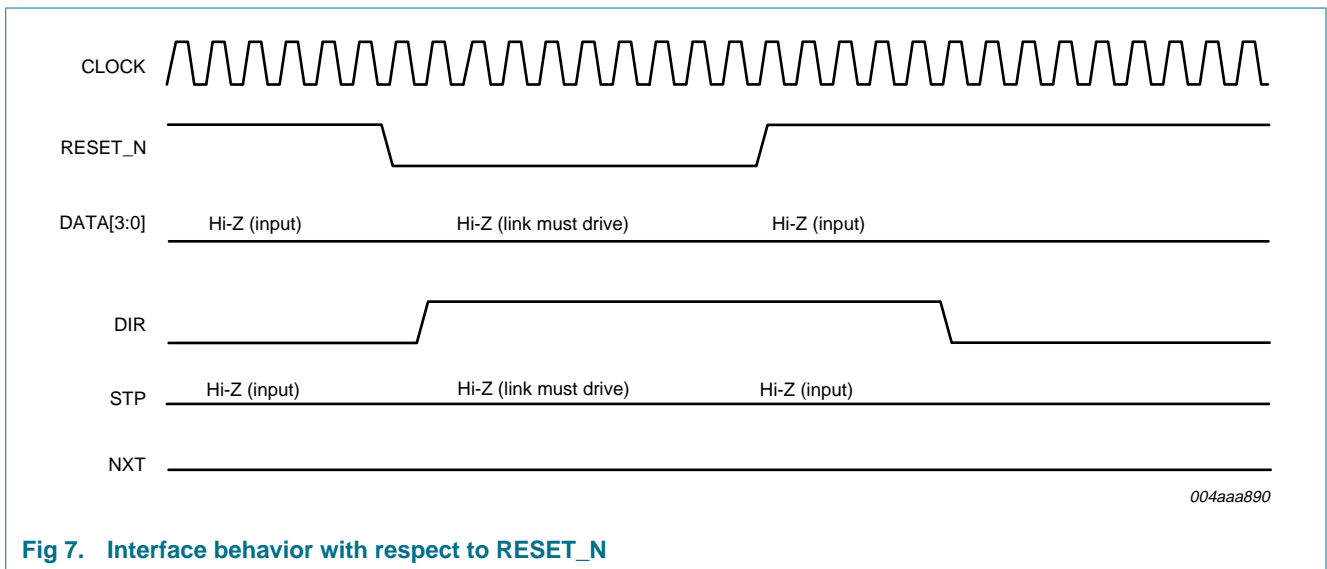 CLOCK
RESET_N
DATA[3:0] Hi-Z (input) Hi-Z (link must drive) Hi-Z (input)
DIR
STP Hi-Z (input) Hi-Z (link must drive) Hi-Z (input)
NXT
004aaa890
Fig 7. Interface behavior with respect to RESET_N